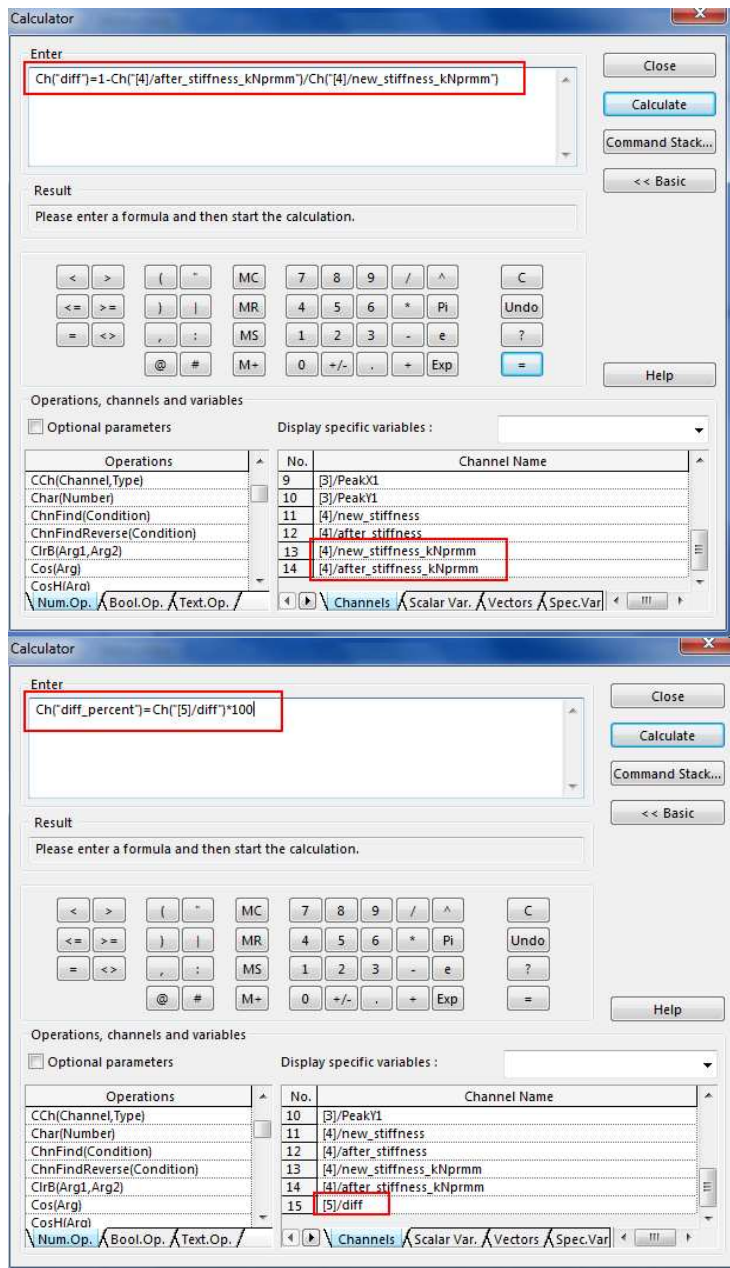 Calculator
Enter
Ch("diff")=1-Ch("[4]/after_stiffness_kNprmm")/Ch("[4]/new_stiffness_kNprmm")
Close
Calculate
Command Stack...
<< Basic
Result
Please enter a formula and then start the calculation.
< > ( " MC 7 8 9 / ^ C
<= >= ) | MR 4 5 6 * Pi Undo
= <> , : MS 1 2 3 - e ?
@ # M+ 0 +/- . + Exp =
Help
Operations, channels and variables
Optional parameters Display specific variables :
Operations No. Channel Name
CCh(Channel,Type) 9 [3]/PeakX1
Char(Number) 10 [3]/PeakY1
ChnFind(Condition) 11 [4]/new_stiffness
ChnFindReverse(Condition) 12 [4]/after_stiffness
ClrB(Arg1,Arg2) 13 [4]/new_stiffness_kNprmm
Cos(Arg) 14 [4]/after_stiffness_kNprmm
CosH(Arg)
Num.Op. Bool.Op. Text.Op. Channels Scalar Var. Vectors Spec.Var
Calculator
Enter
Ch("diff_percent")=Ch("[5]/diff")*100
Close
Calculate
Command Stack...
<< Basic
Result
Please enter a formula and then start the calculation.
< > ( " MC 7 8 9 / ^ C
<= >= ) | MR 4 5 6 * Pi Undo
= <> , : MS 1 2 3 - e ?
@ # M+ 0 +/- . + Exp =
Help
Operations, channels and variables
Optional parameters Display specific variables :
Operations No. Channel Name
CCh(Channel,Type) 10 [3]/PeakY1
Char(Number) 11 [4]/new_stiffness
ChnFind(Condition) 12 [4]/after_stiffness
ChnFindReverse(Condition) 13 [4]/new_stiffness_kNprmm
ClrB(Arg1,Arg2) 14 [4]/after_stiffness_kNprmm
Cos(Arg) 15 [5]/diff
CosH(Arg)
Num.Op. Bool.Op. Text.Op. Channels Scalar Var. Vectors Spec.Var